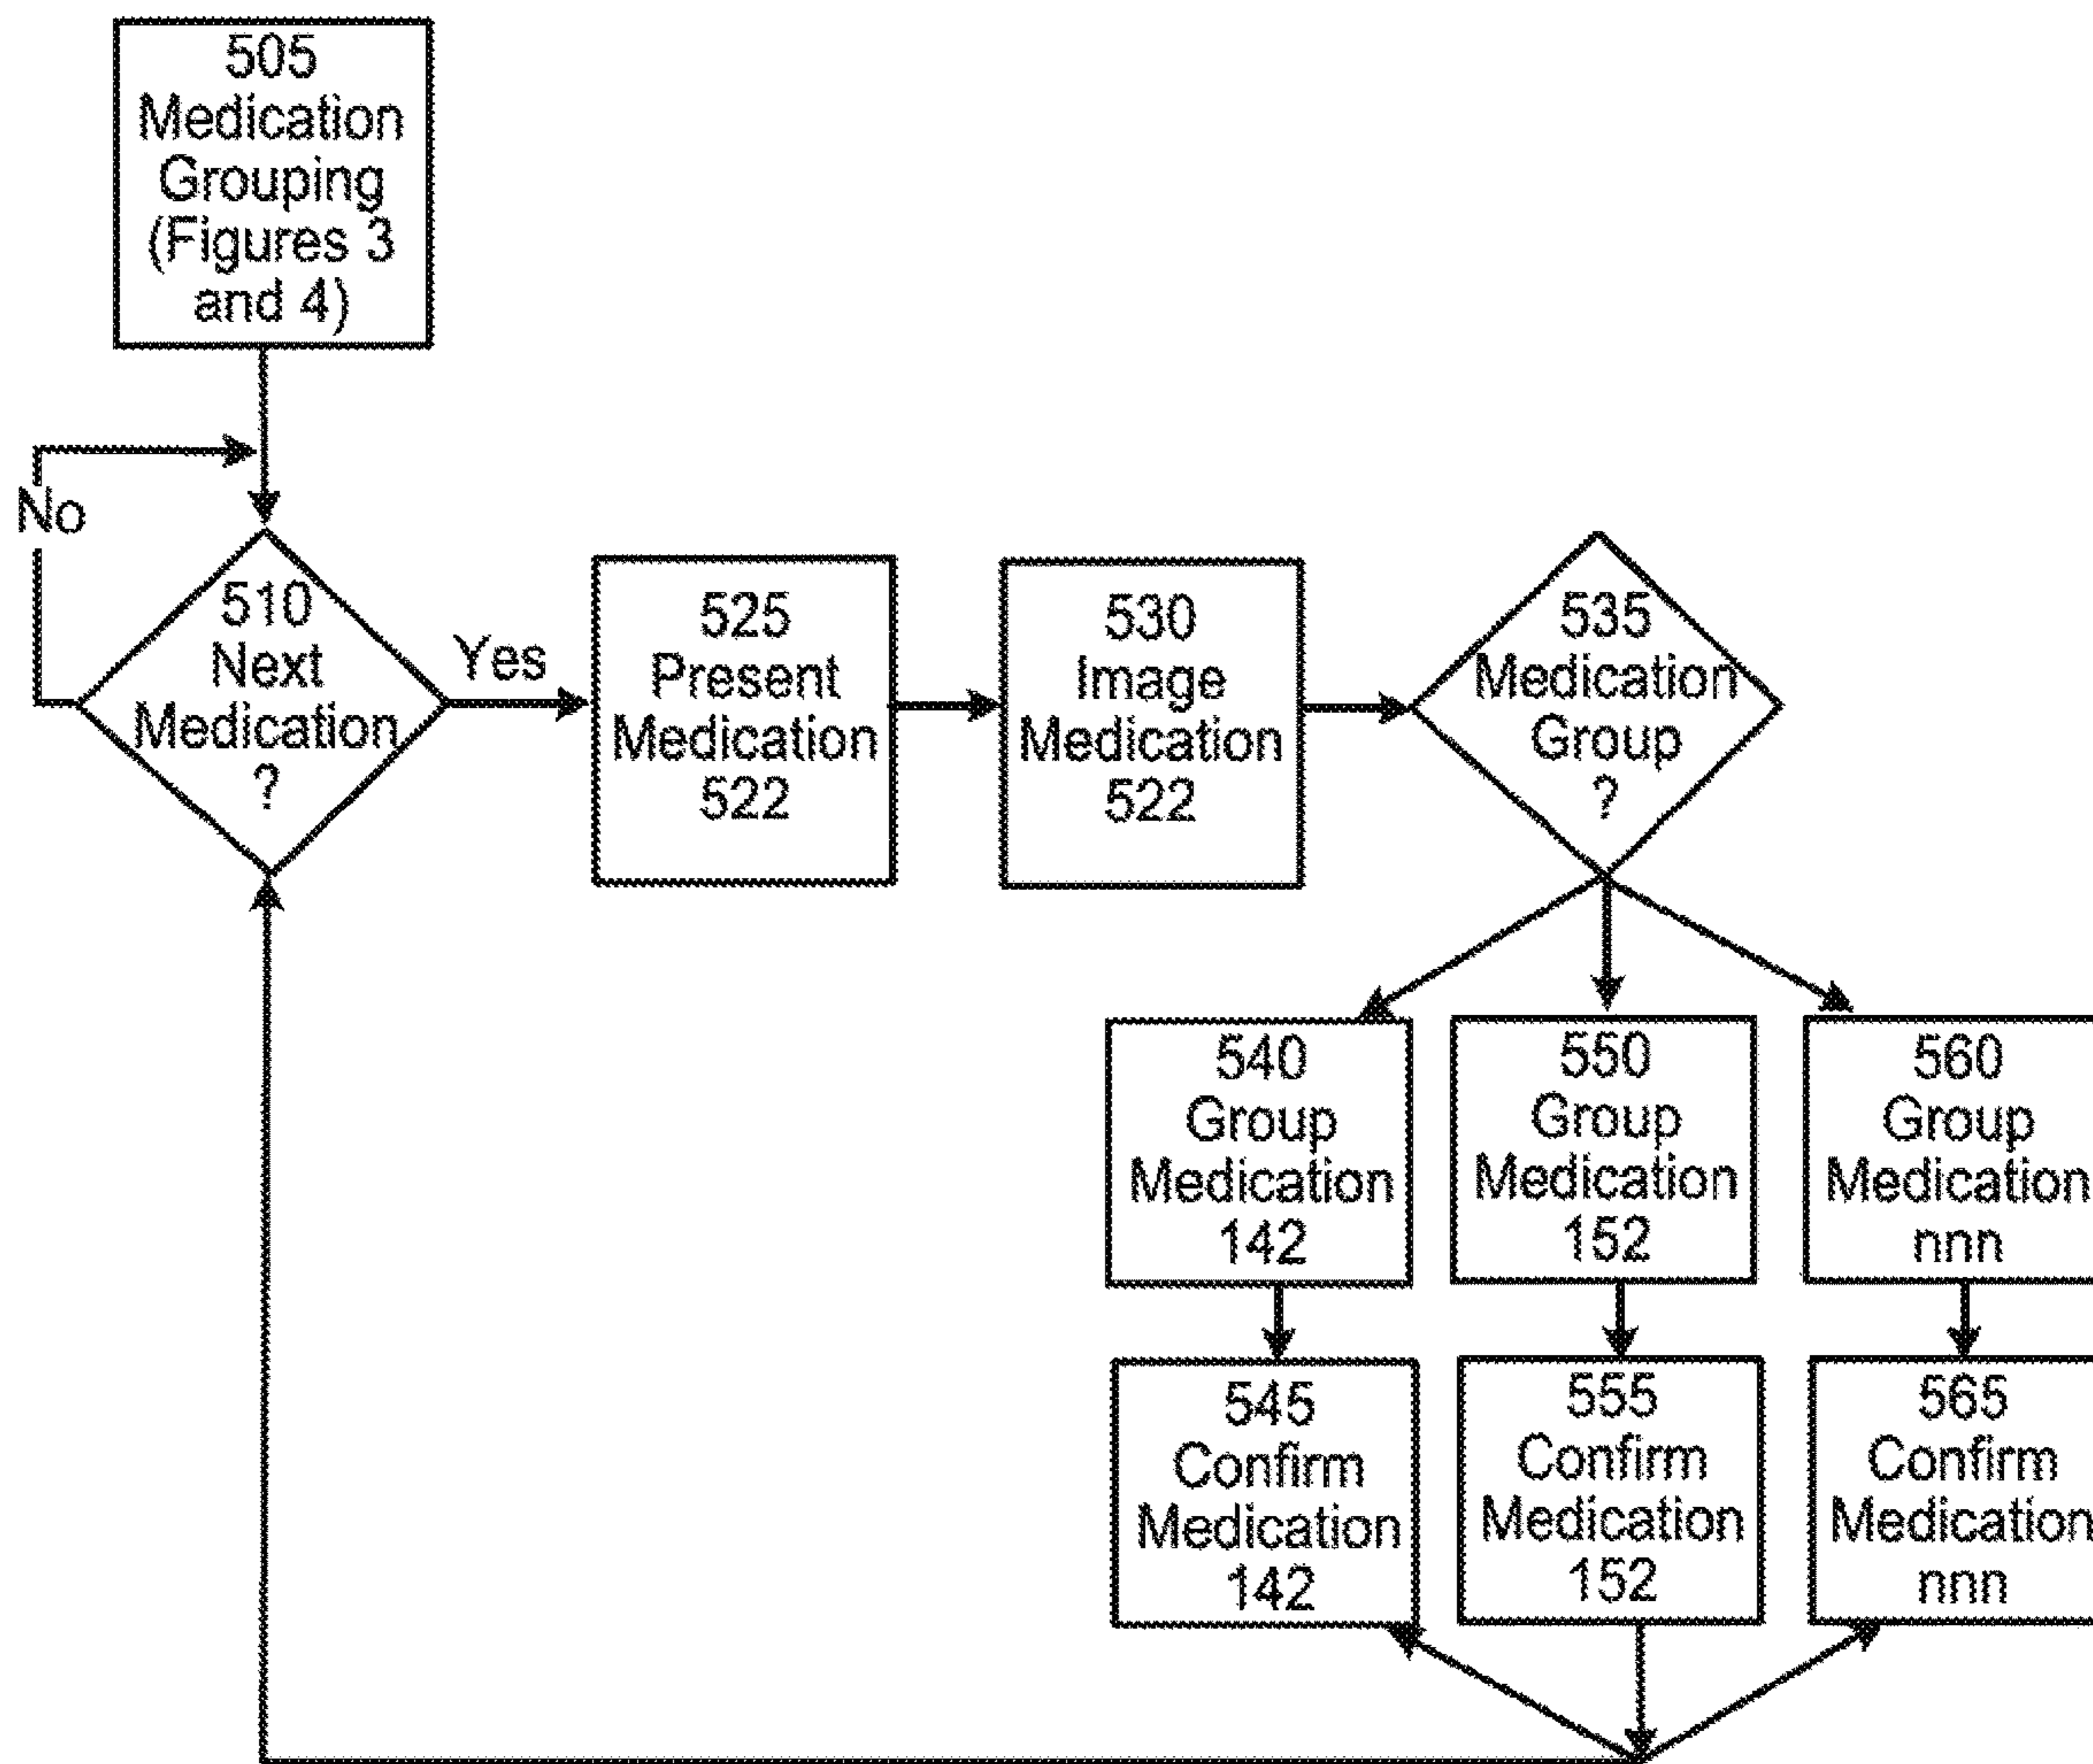 505
Medication
Grouping
(Figures 3
and 4)
No
510
Next
Medication
?
Yes
525
Present
Medication
522
530
Image
Medication
522
535
Medication
Group
?
540
Group
Medication
142
550
Group
Medication
152
560
Group
Medication
nnn
545
Confirm
Medication
142
555
Confirm
Medication
152
565
Confirm
Medication
nnn